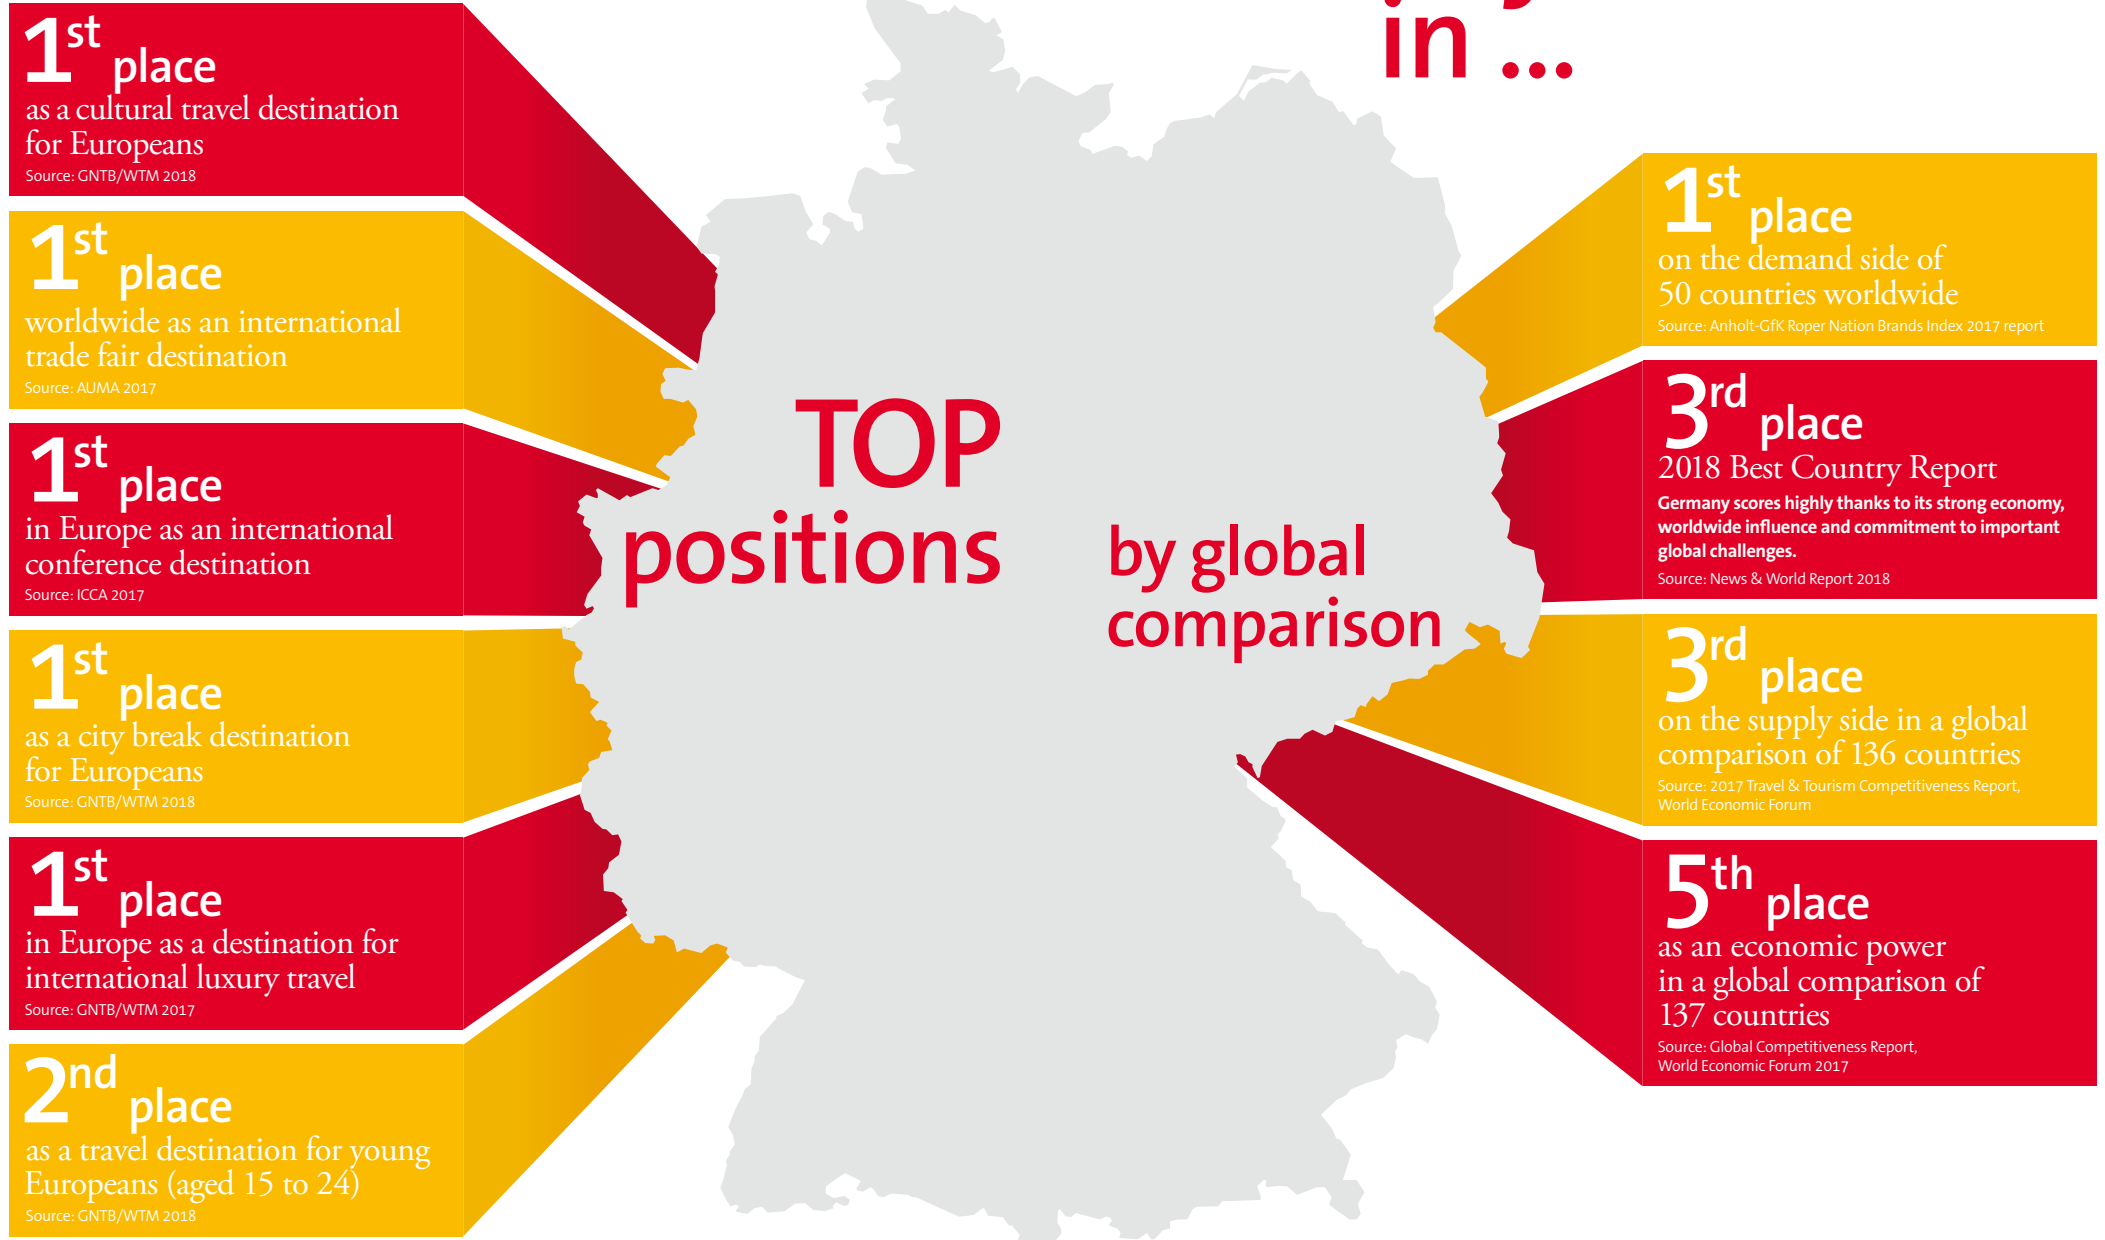 in ...
1st place
as a cultural travel destination
for Europeans
Source: GNTB/WTM 2018
1st place
worldwide as an international
trade fair destination
Source: AUMA 2017
1st place
in Europe as an international
conference destination
Source: ICCA 2017
1st place
as a city break destination
for Europeans
Source: GNTB/WTM 2018
1st place
in Europe as a destination for
international luxury travel
Source: GNTB/WTM 2017
2nd place
as a travel destination for young
Europeans (aged 15 to 24)
Source: GNTB/WTM 2018
TOP
positions
by global
comparison
1st place
on the demand side of
50 countries worldwide
Source: Anholt-GfK Roper Nation Brands Index 2017 report
3rd place
2018 Best Country Report
Germany scores highly thanks to its strong economy,
worldwide influence and commitment to important
global challenges.
Source: News & World Report 2018
3rd place
on the supply side in a global
comparison of 136 countries
Source: 2017 Travel & Tourism Competitiveness Report,
World Economic Forum
5th place
as an economic power
in a global comparison of
137 countries
Source: Global Competitiveness Report,
World Economic Forum 2017